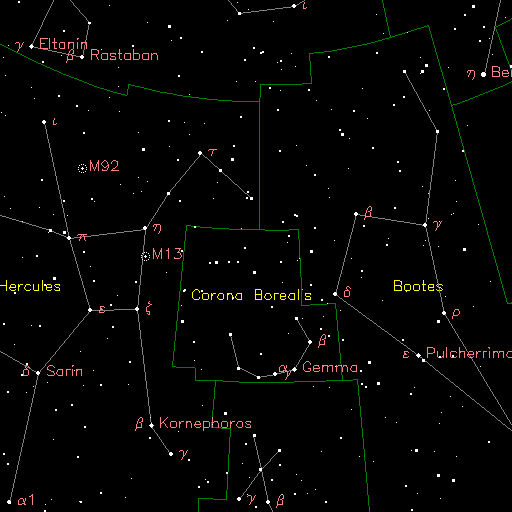 γ Eltanin
β Rastaban
η Be
ι
τ
M92
β
γ
π
η
M13
Hercules
Corona Borealis
δ
Bootes
ε
ζ
ρ
β
ε Pulcherrima
δ Sarin
α Gemma
γ
β Kornephoros
γ
α1
γ
β